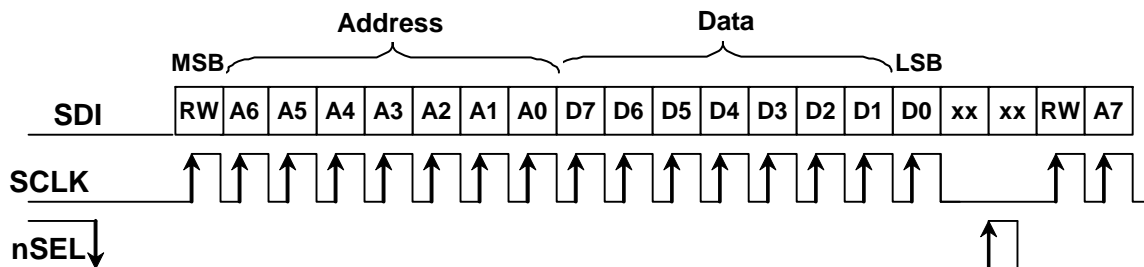 Address Data
MSB LSB
SDI RW A6 A5 A4 A3 A2 A1 A0 D7 D6 D5 D4 D3 D2 D1 D0 xx xx RW A7
SCLK
nSEL